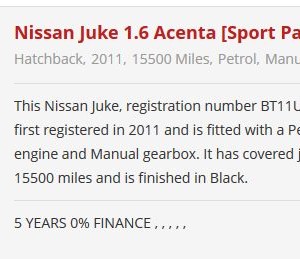 Nissan Juke 1.6 Acenta [Sport Pa
Hatchback, 2011, 15500 Miles, Petrol, Manu
This Nissan Juke, registration number BT11U
first registered in 2011 and is fitted with a Pe
engine and Manual gearbox. It has covered j
15500 miles and is finished in Black.
5 YEARS 0% FINANCE , , , , ,